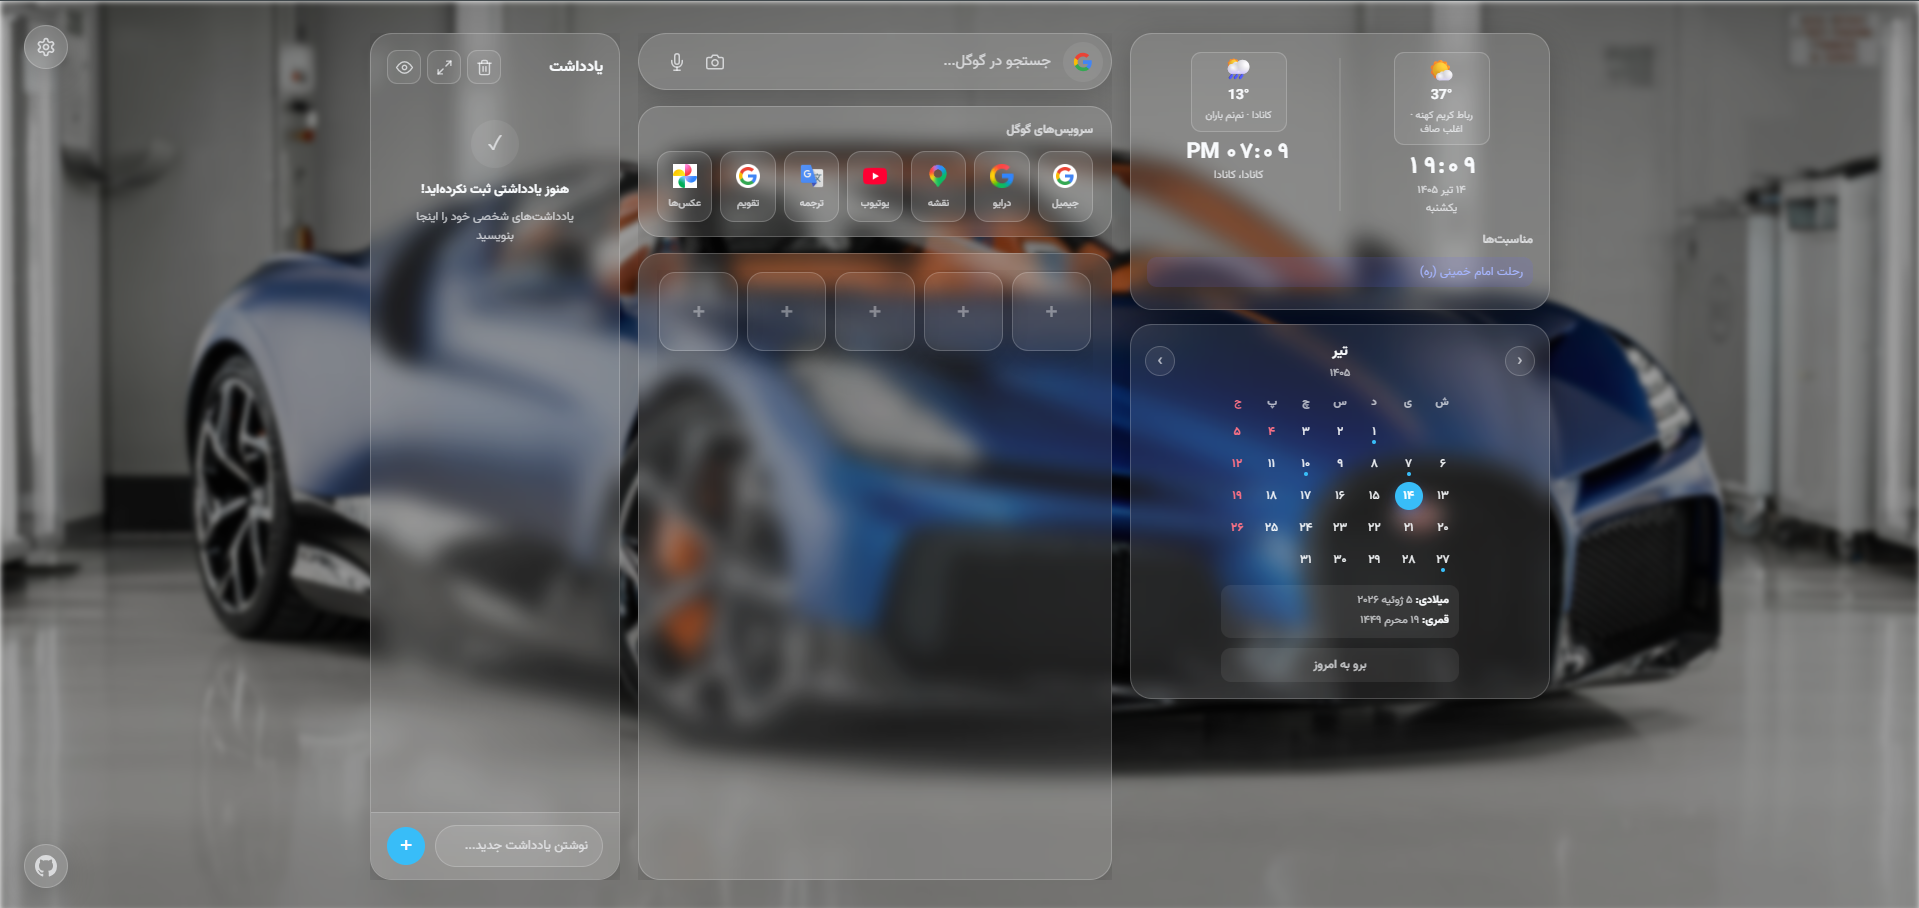 37°
رباط کریم کهنه ·
اغلب صاف
۱۹:۰۹
۱۴ تیر ۱۴۰۵
یکشنبه
13°
کانادا · نم‌نم باران
۰۷:۰۹ PM
کانادا، کانادا
مناسبت‌ها
رحلت امام خمینی (ره)
تیر
۱۴۰۵
ش ی د س چ پ ج
۱ ۲ ۳ ۴ ۵
۶ ۷ ۸ ۹ ۱۰ ۱۱ ۱۲
۱۳ ۱۴ ۱۵ ۱۶ ۱۷ ۱۸ ۱۹
۲۰ ۲۱ ۲۲ ۲۳ ۲۴ ۲۵ ۲۶
۲۷ ۲۸ ۲۹ ۳۰ ۳۱
میلادی: ۵ ژوئیه ۲۰۲۶
قمری: ۱۹ محرم ۱۴۴۹
برو به امروز
جستجو در گوگل...
سرویس‌های گوگل
جیمیل
درایو
نقشه
یوتیوب
ترجمه
تقویم
عکس‌ها
یادداشت
هنوز یادداشتی ثبت نکرده‌اید!
یادداشت‌های شخصی خود را اینجا
بنویسید
نوشتن یادداشت جدید...